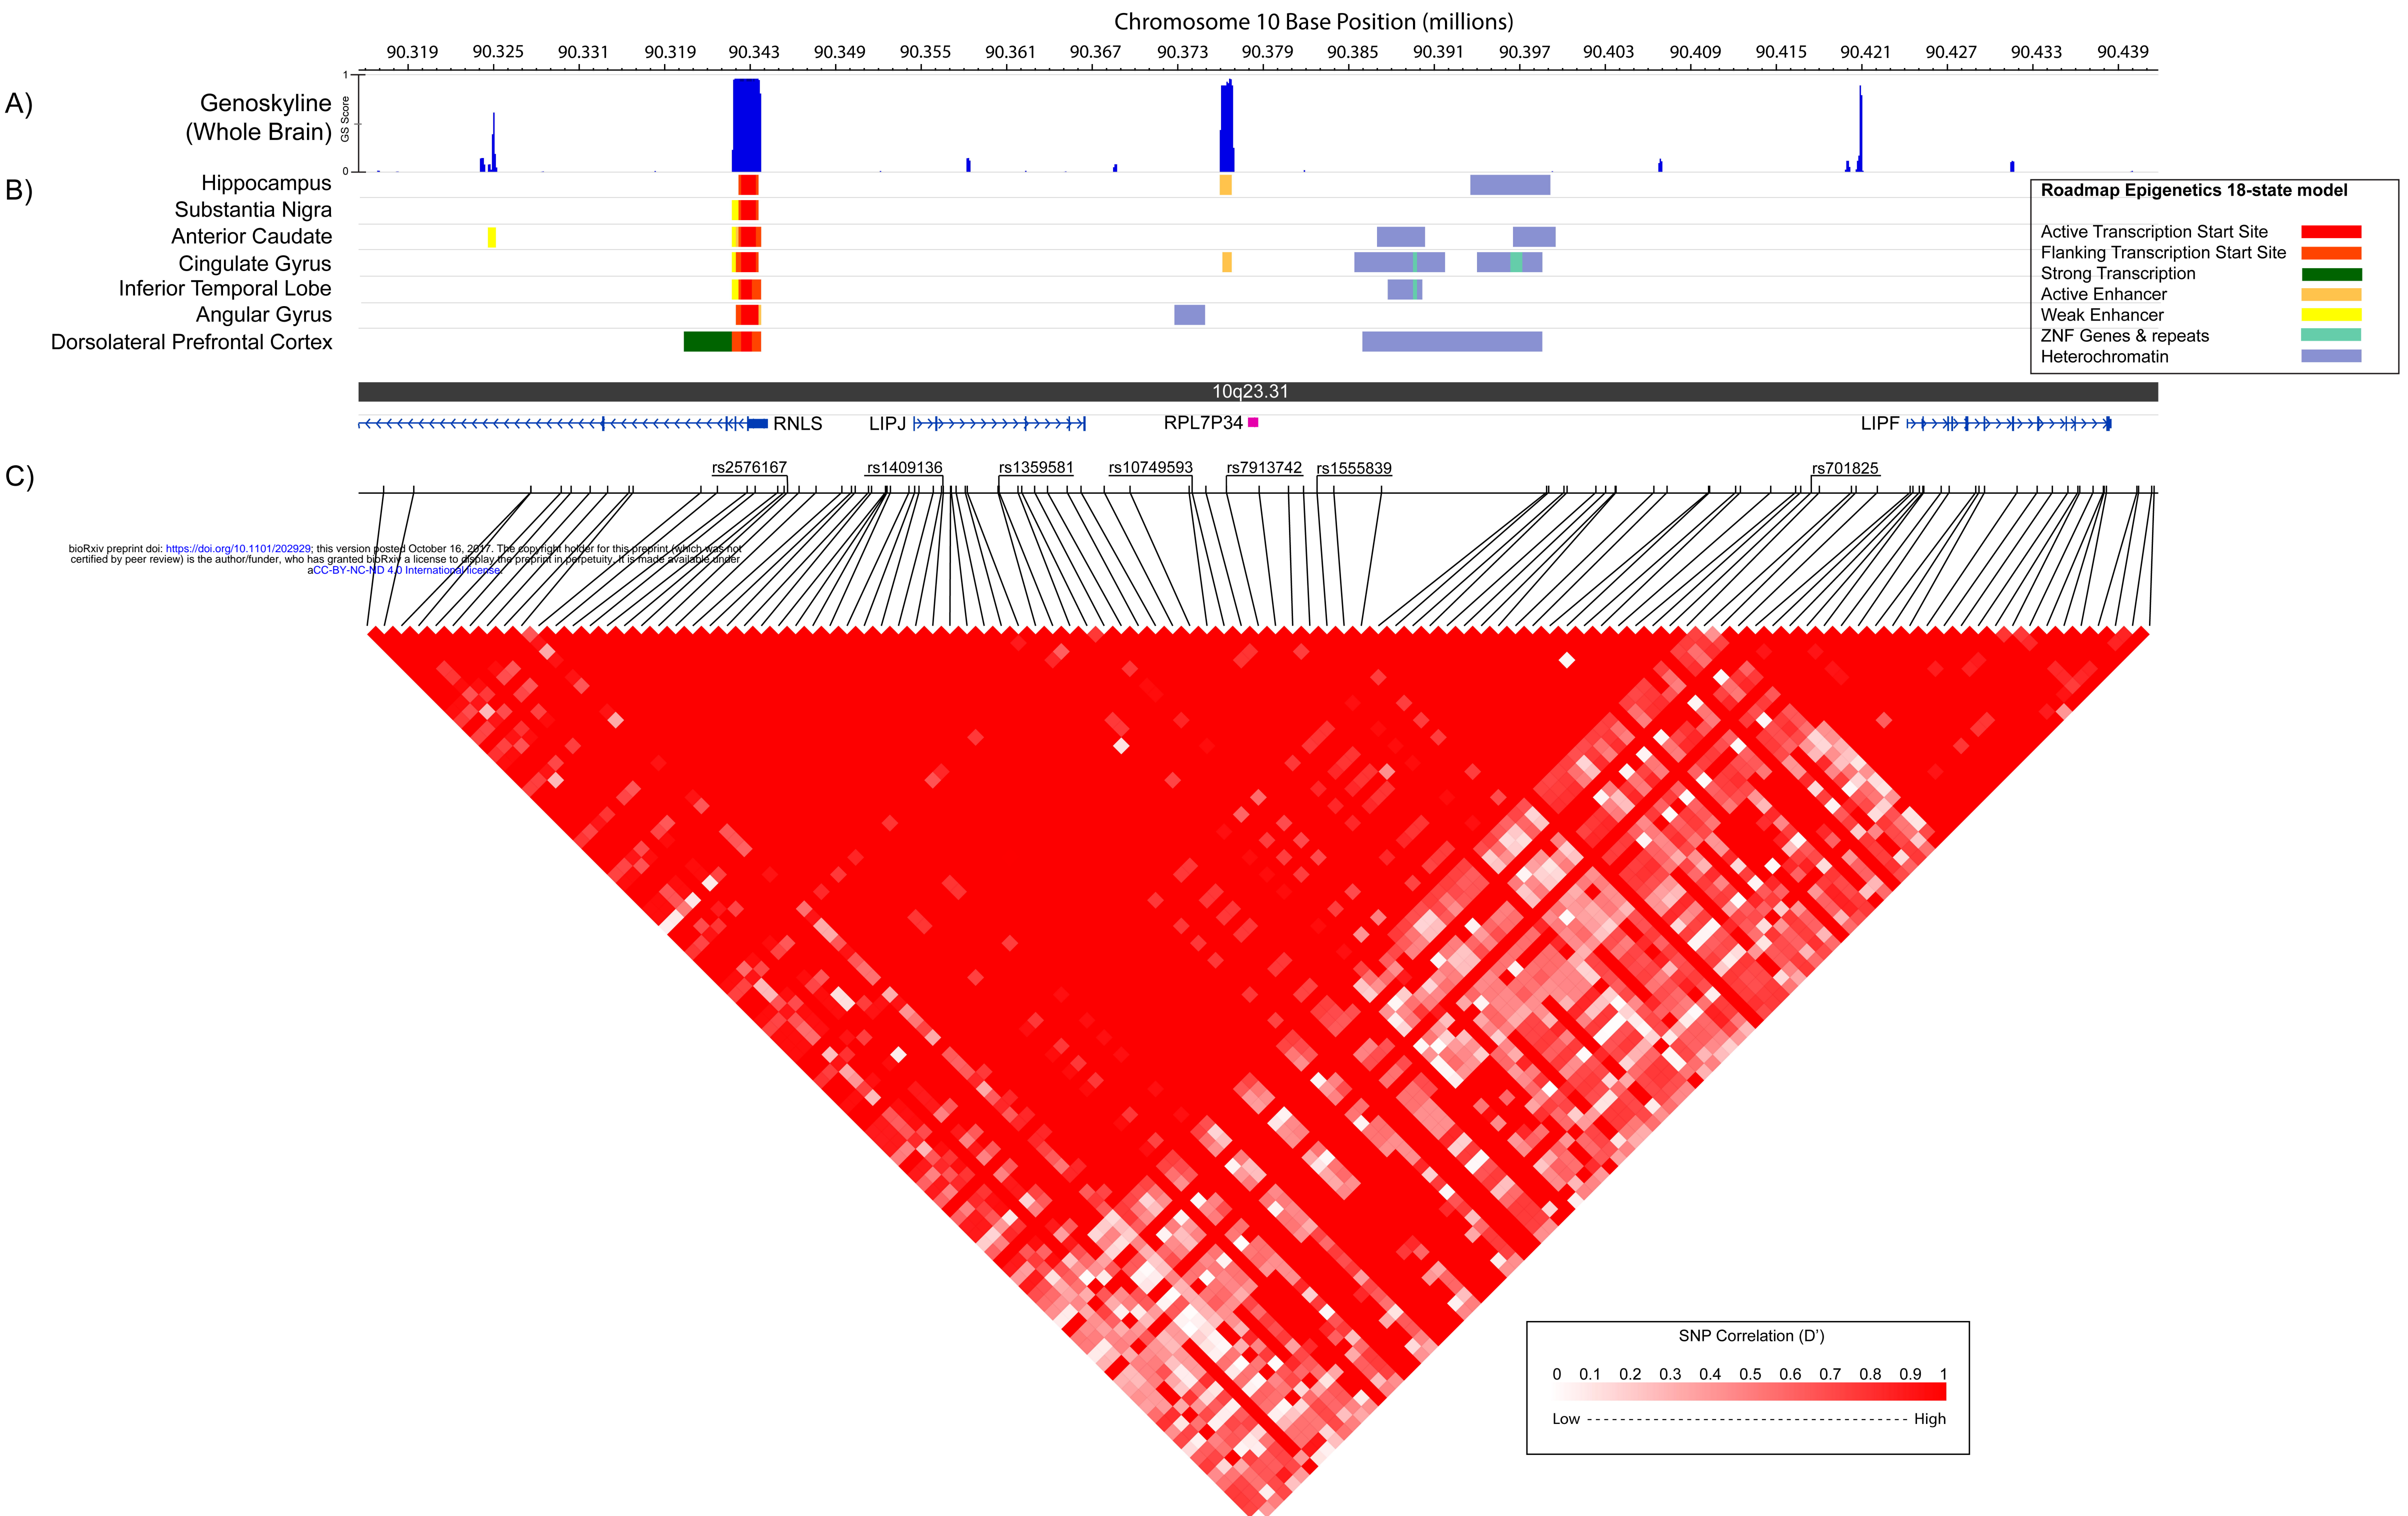 Chromosome 10 Base Position (millions)
90.319 90.325 90.331 90.319 90.343 90.349 90.355 90.361 90.367 90.373 90.379 90.385 90.391 90.397 90.403 90.409 90.415 90.421 90.427 90.433 90.439
A)
Genoskyline
(Whole Brain)
GS Score
1
0
B)
Hippocampus
Substantia Nigra
Anterior Caudate
Cingulate Gyrus
Inferior Temporal Lobe
Angular Gyrus
Dorsolateral Prefrontal Cortex
Roadmap Epigenetics 18-state model
Active Transcription Start Site
Flanking Transcription Start Site
Strong Transcription
Active Enhancer
Weak Enhancer
ZNF Genes & repeats
Heterochromatin
10q23.31
RNLS LIPJ RPL7P34 LIPF
C)
rs2576167 rs1409136 rs1359581 rs10749593 rs7913742 rs1555839 rs701825
bioRxiv preprint doi: https://doi.org/10.1101/202929; this version posted October 16, 2017. The copyright holder for this preprint (which was not
certified by peer review) is the author/funder, who has granted bioRxiv a license to display the preprint in perpetuity. It is made available under
aCC-BY-NC-ND 4.0 International license.
SNP Correlation (D’)
0 0.1 0.2 0.3 0.4 0.5 0.6 0.7 0.8 0.9 1
Low High